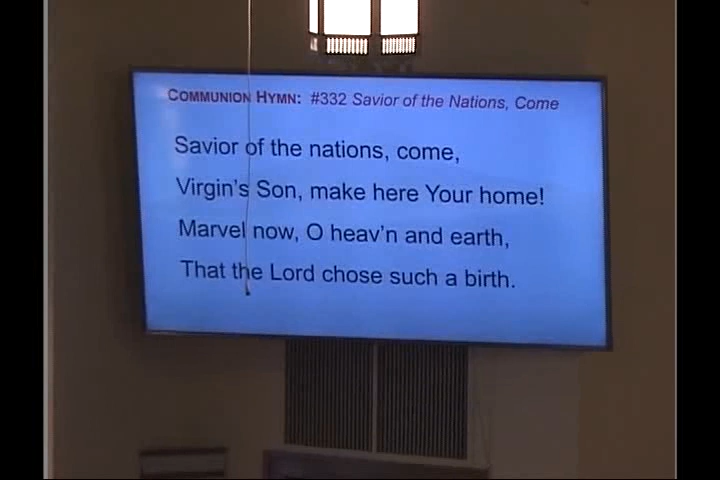 COMMUNION HYMN: #332 Savior of the Nations, Come
Savior of the nations, come,
Virgin's Son, make here Your home!
Marvel now, O heav'n and earth,
That the Lord chose such a birth.